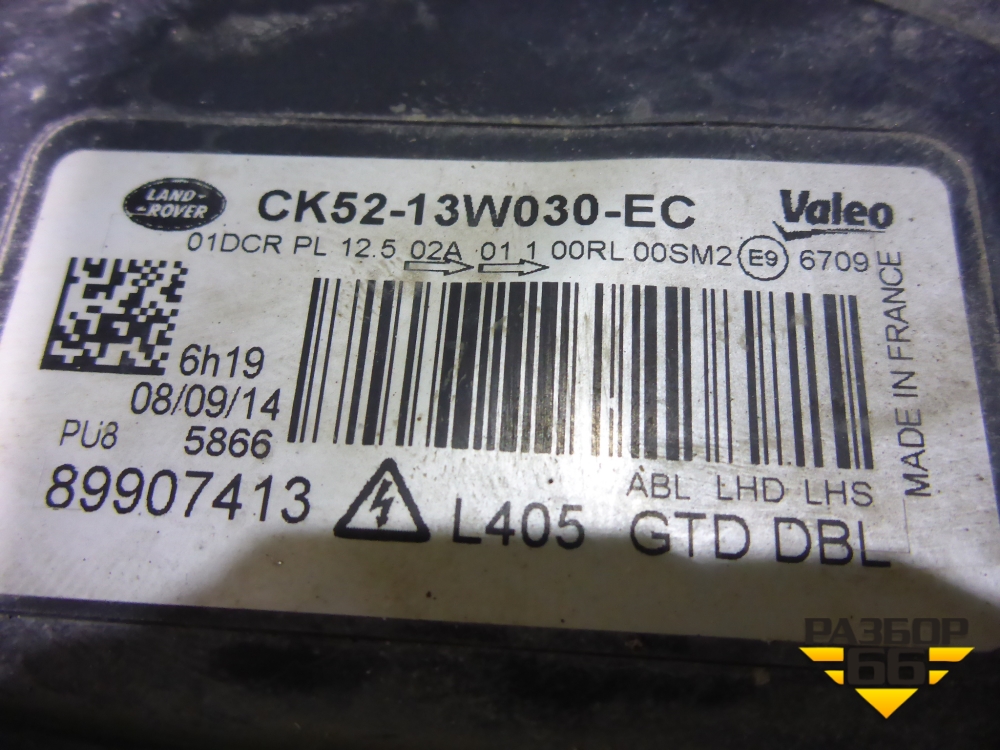 LAND-
-ROVER
CK52-13W030-EC
Valeo
01DCR PL 12.5 02A 01 1 00RL 00SM2 E9 6709
6h19
08/09/14
PU8 5866
89907413
ABL LHD LHS
L405 GTD DBL
MADE IN FRANCE
РАЗБОР
66